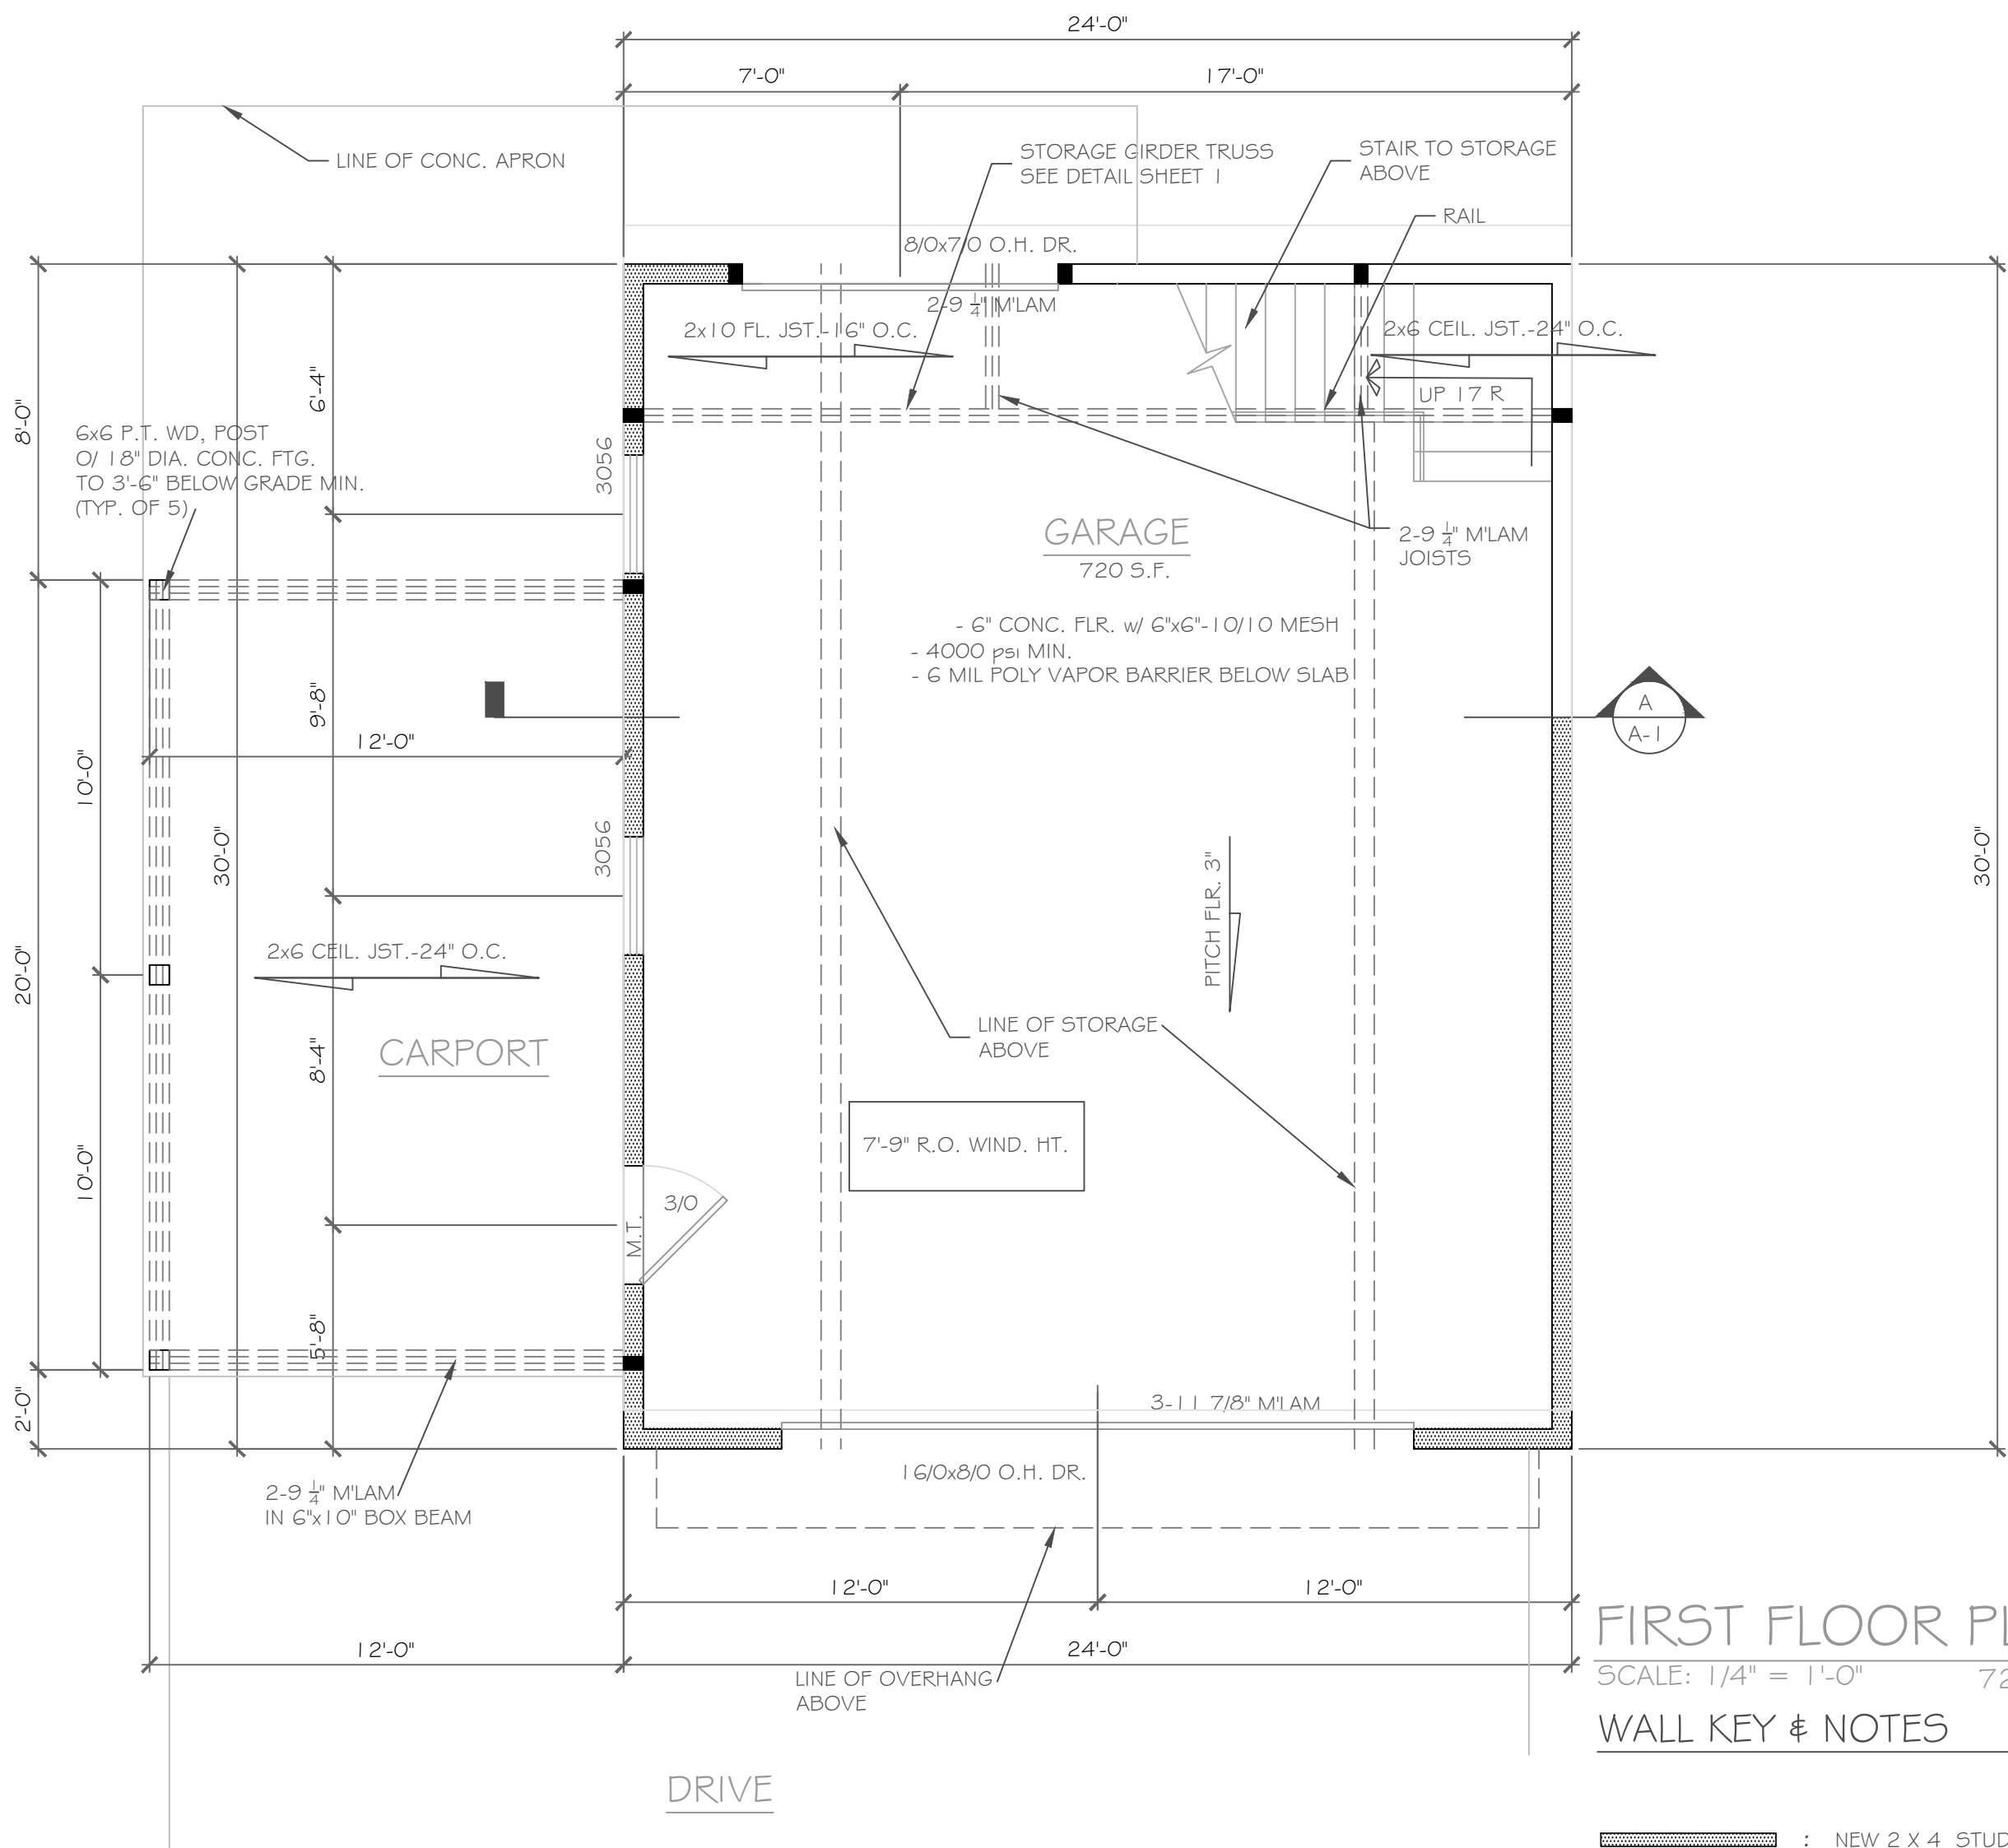 24'-0"
7'-0"
17'-0"
LINE OF CONC. APRON
STORAGE GIRDER TRUSS
SEE DETAIL SHEET 1
STAIR TO STORAGE
ABOVE
RAIL
8/0x7/0 O.H. DR.
2-9 1/4" M'LAM
2x10 FL. JST.-16" O.C.
2x6 CEIL. JST.-24" O.C.
UP 17 R
8'-0"
6'-4"
6x6 P.T. WD, POST
O/ 18" DIA. CONC. FTG.
TO 3'-6" BELOW GRADE MIN.
(TYP. OF 5)
3056
GARAGE
720 S.F.
2-9 1/4" M'LAM
JOISTS
- 6" CONC. FLR. w/ 6"x6"-10/10 MESH
- 4000 psi MIN.
- 6 MIL POLY VAPOR BARRIER BELOW SLAB
9'-8"
12'-0"
10'-0"
A
A-1
30'-0"
3056
30'-0"
PITCH FLR. 3"
20'-0"
2x6 CEIL. JST.-24" O.C.
CARPORT
8'-4"
LINE OF STORAGE
ABOVE
7'-9" R.O. WIND. HT.
10'-0"
3/0
M.T.
5'-8"
2'-0"
3-11 7/8" M'LAM
16/0x8/0 O.H. DR.
2-9 1/4" M'LAM
IN 6"x10" BOX BEAM
12'-0"
12'-0"
12'-0"
24'-0"
LINE OF OVERHANG
ABOVE
FIRST FLOOR
SCALE: 1/4" = 1'-0"
WALL KEY & NOTES
DRIVE
: NEW 2 X 4 STUD